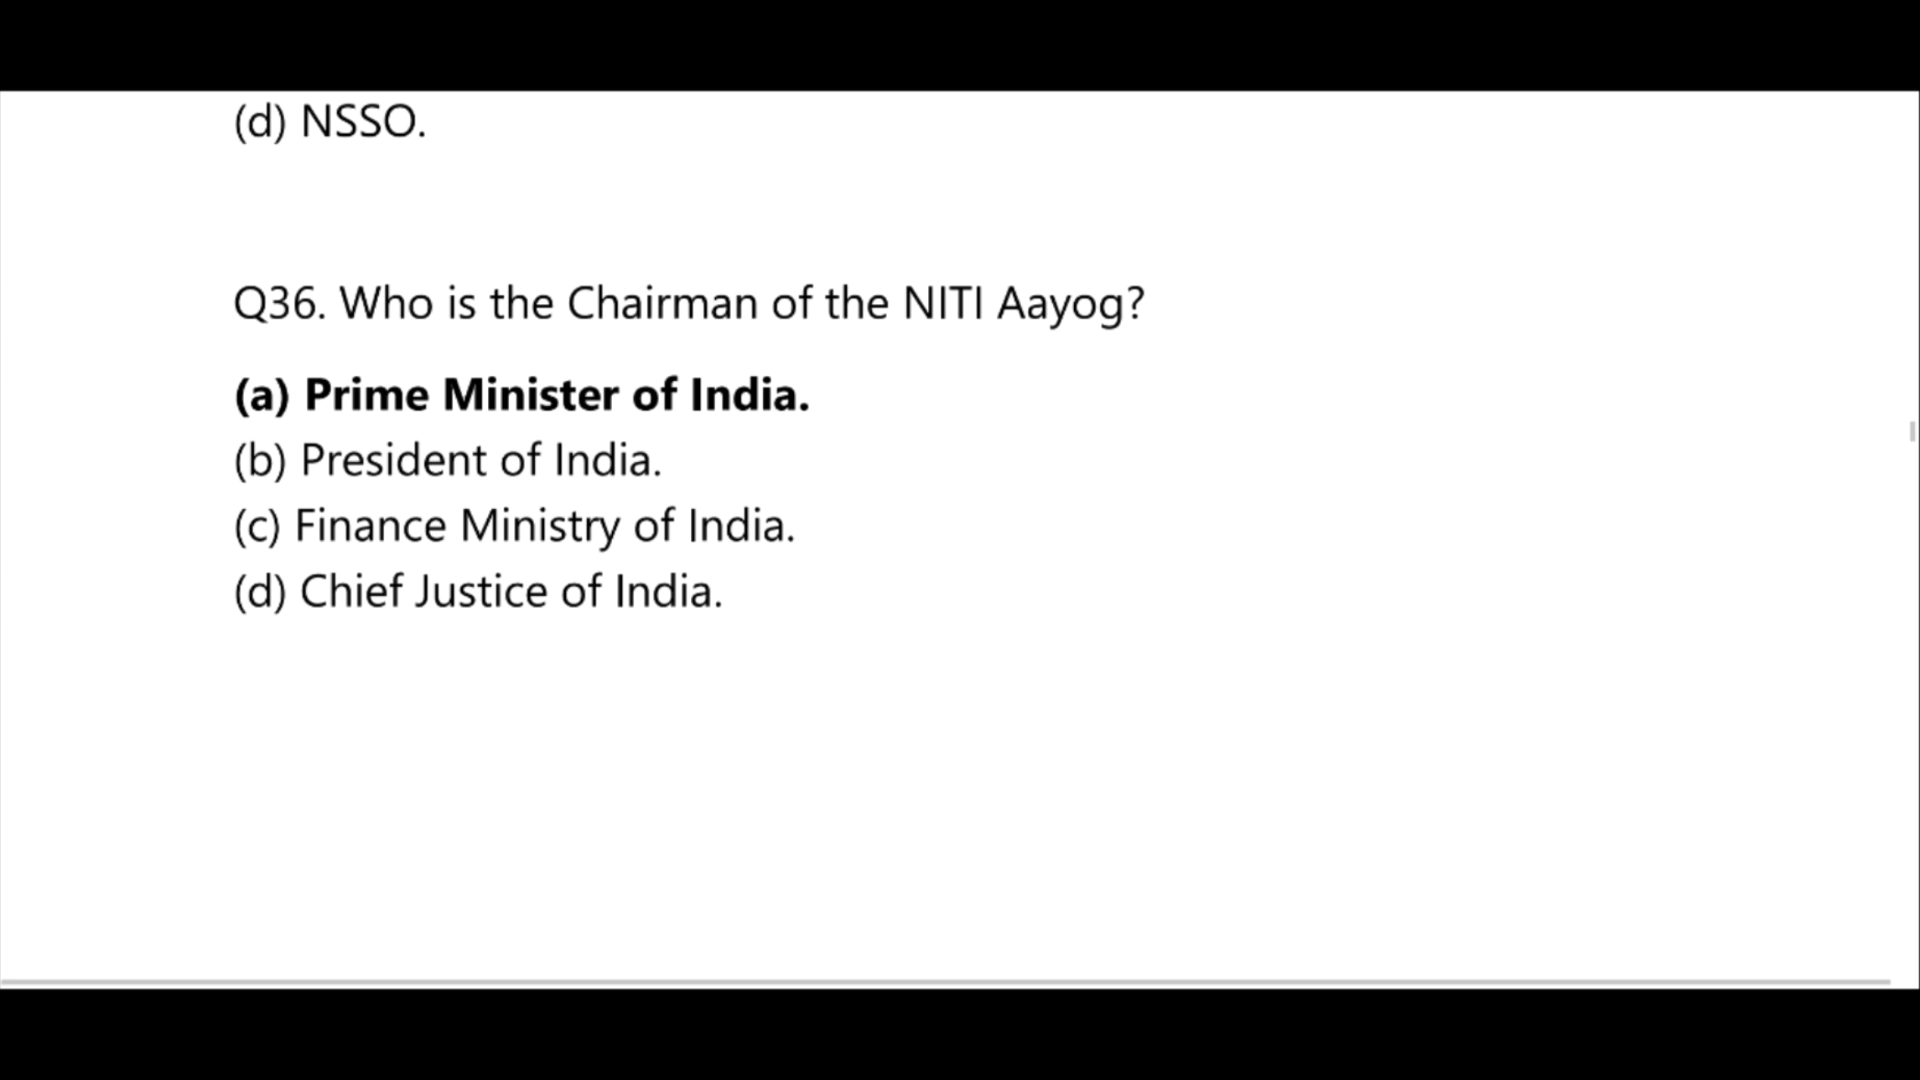 (d) NSSO.
Q36. Who is the Chairman of the NITI Aayog?
(a) Prime Minister of India.
(b) President of India.
(c) Finance Ministry of India.
(d) Chief Justice of India.